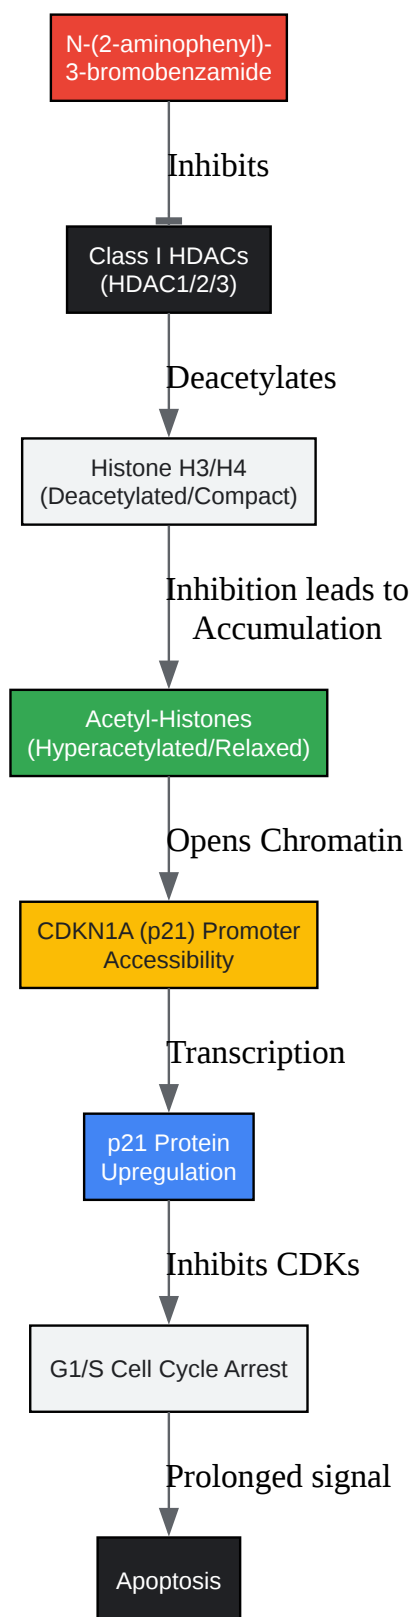 N-(2-aminophenyl)-
3-bromobenzamide
Inhibits
Class I HDACs
(HDAC1/2/3)
Deacetylates
Histone H3/H4
(Deacetylated/Compact)
Inhibition leads to
Accumulation
Acetyl-Histones
(Hyperacetylated/Relaxed)
Opens Chromatin
CDKN1A (p21) Promoter
Accessibility
Transcription
p21 Protein
Upregulation
Inhibits CDKs
G1/S Cell Cycle Arrest
Prolonged signal
Apoptosis